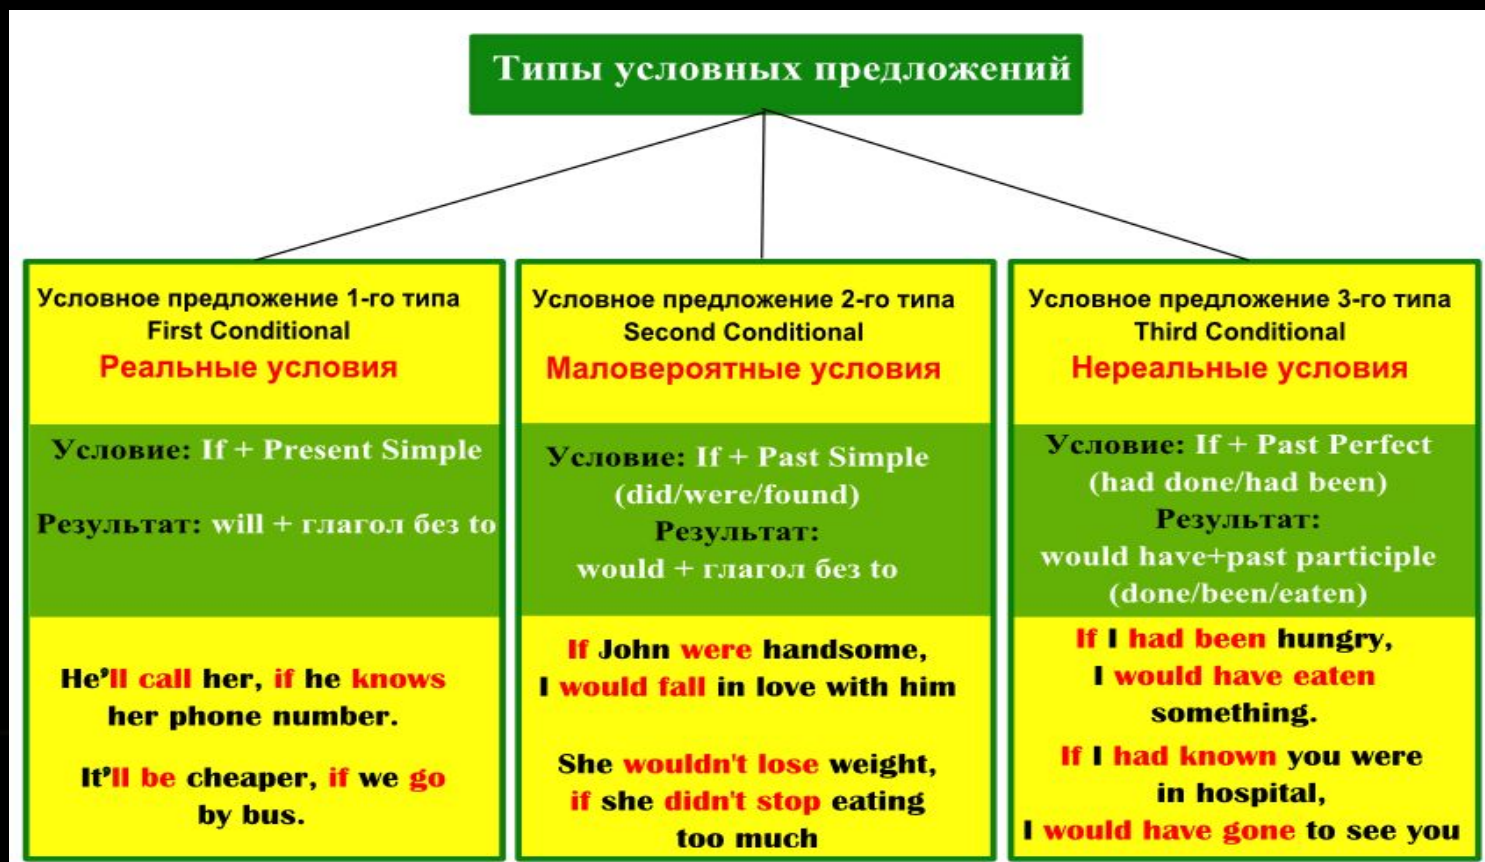 Типы условных предложений
Условное предложение 1-го типа
First Conditional
Реальные условия
Условие: If + Present Simple
Результат: will + глагол без to
He'll call her, if he knows
her phone number.
It'll be cheaper, if we go
by bus.
Условное предложение 2-го типа
Second Conditional
Маловероятные условия
Условие: If + Past Simple
(did/were/found)
Результат:
would + глагол без to
If John were handsome,
I would fall in love with him
She wouldn't lose weight,
if she didn't stop eating
too much
Условное предложение 3-го типа
Third Conditional
Нереальные условия
Условие: If + Past Perfect
(had done/had been)
Результат:
would have+past participle
(done/been/eaten)
If I had been hungry,
I would have eaten
something.
If I had known you were
in hospital,
I would have gone to see you